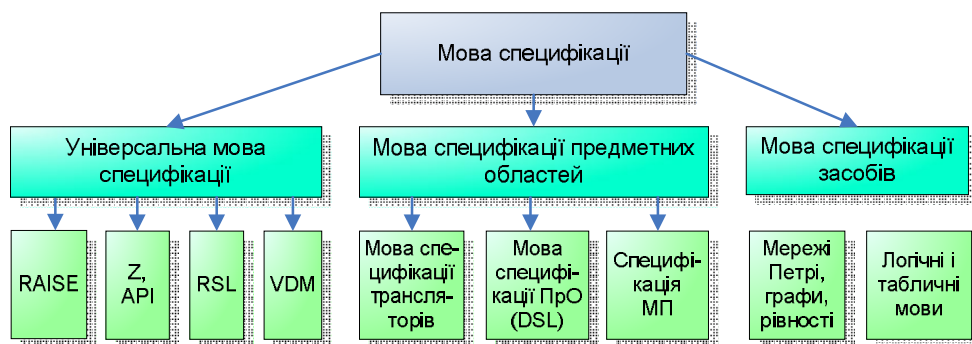 Мова специфікації
Універсальна мова
специфікації
Мова специфікації предметних
областей
Мова специфікації
засобів
RAISE
Z,
API
RSL
VDM
Мова спе-
цифікації
трансля-
торів
Мова
специфі-
кації ПрО
(DSL)
Специфі-
кація
МП
Мережі
Петрі,
графи,
рівності
Логічні і
табличні
мови